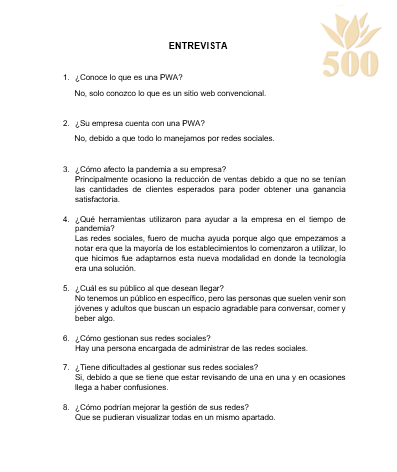 500
ENTREVISTA
1. ¿Conoce lo que es una PWA?
No, solo conozco lo que es un sitio web convencional.
2. ¿Su empresa cuenta con una PWA?
No, debido a que todo lo manejamos por redes sociales.
3. ¿Cómo afecto la pandemia a su empresa?
Principalmente ocasiono la reducción de ventas debido a que no se tenían
las cantidades de clientes esperados para poder obtener una ganancia
satisfactoria.
4. ¿Qué herramientas utilizaron para ayudar a la empresa en el tiempo de
pandemia?
Las redes sociales, fuero de mucha ayuda porque algo que empezamos a
notar era que la mayoría de los establecimientos lo comenzaron a utilizar, lo
que hicimos fue adaptarnos esta nueva modalidad en donde la tecnología
era una solución.
5. ¿Cuál es su público al que desean llegar?
No tenemos un público en específico, pero las personas que suelen venir son
jóvenes y adultos que buscan un espacio agradable para conversar, comer y
beber algo.
6. ¿Cómo gestionan sus redes sociales?
Hay una persona encargada de administrar de las redes sociales.
7. ¿Tiene dificultades al gestionar sus redes sociales?
Si, debido a que se tiene que estar revisando de una en una y en ocasiones
llega a haber confusiones.
8. ¿Cómo podrían mejorar la gestión de sus redes?
Que se pudieran visualizar todas en un mismo apartado.